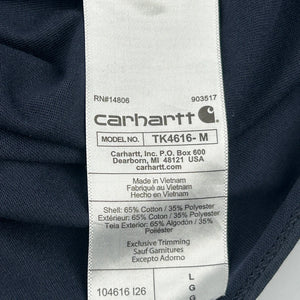 RN#14806 903517
carhartt
MODEL NO. TK4616-M
Carhartt, Inc. P.O. Box 600
Dearborn, MI 48121 USA
carhartt.com
Made in Vietnam
Fabriqué au Vietnam
Hecho en Vietnam
Shell: 65% Cotton / 35% Polyester
Extérieur: 65% Coton / 35% Polyester
Tela Exterior: 65% Algodón / 35%
Poliéster
Exclusive Trimming
Sauf Garnitures
Excepto Adorno
104616 I26
L
G
G